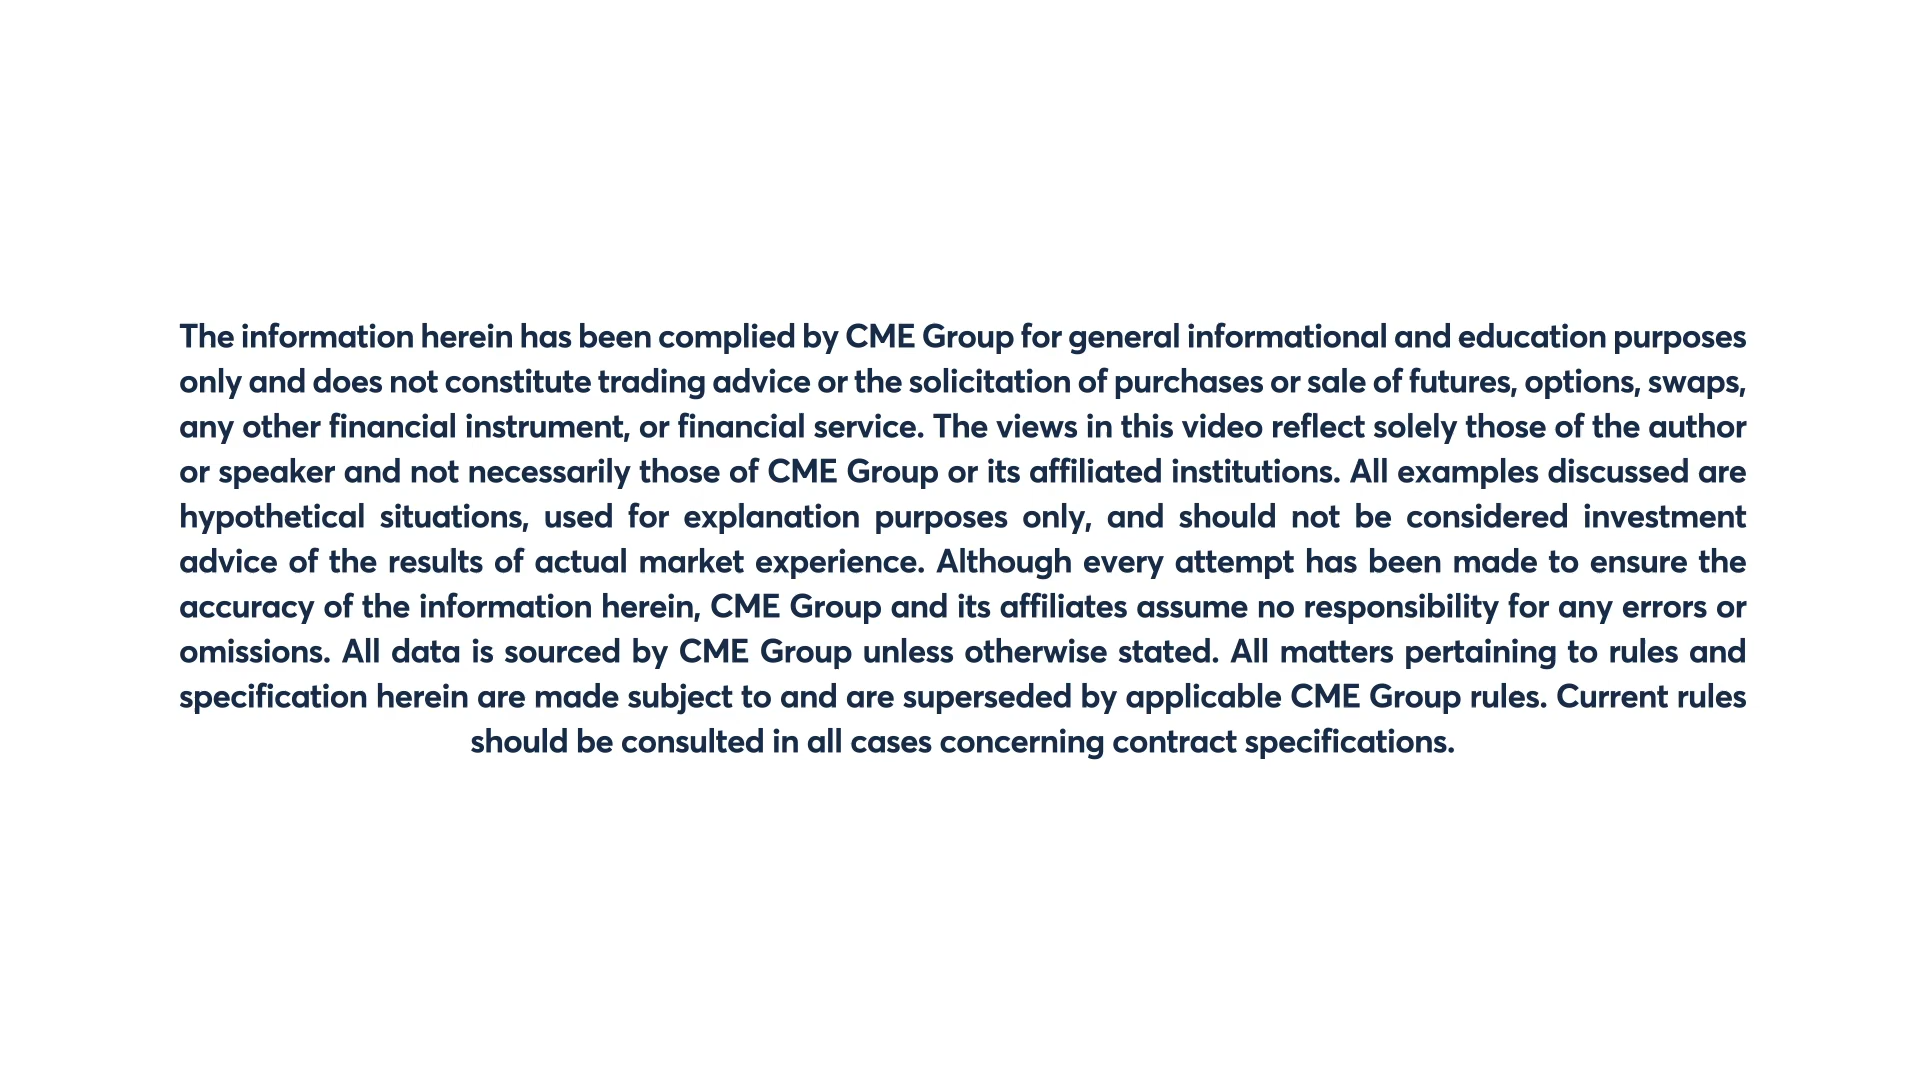 The information herein has been complied by CME Group for general informational and education purposes
only and does not constitute trading advice or the solicitation of purchases or sale of futures, options, swaps,
any other financial instrument, or financial service. The views in this video reflect solely those of the author
or speaker and not necessarily those of CME Group or its affiliated institutions. All examples discussed are
hypothetical situations, used for explanation purposes only, and should not be considered investment
advice of the results of actual market experience. Although every attempt has been made to ensure the
accuracy of the information herein, CME Group and its affiliates assume no responsibility for any errors or
omissions. All data is sourced by CME Group unless otherwise stated. All matters pertaining to rules and
specification herein are made subject to and are superseded by applicable CME Group rules. Current rules
should be consulted in all cases concerning contract specifications.